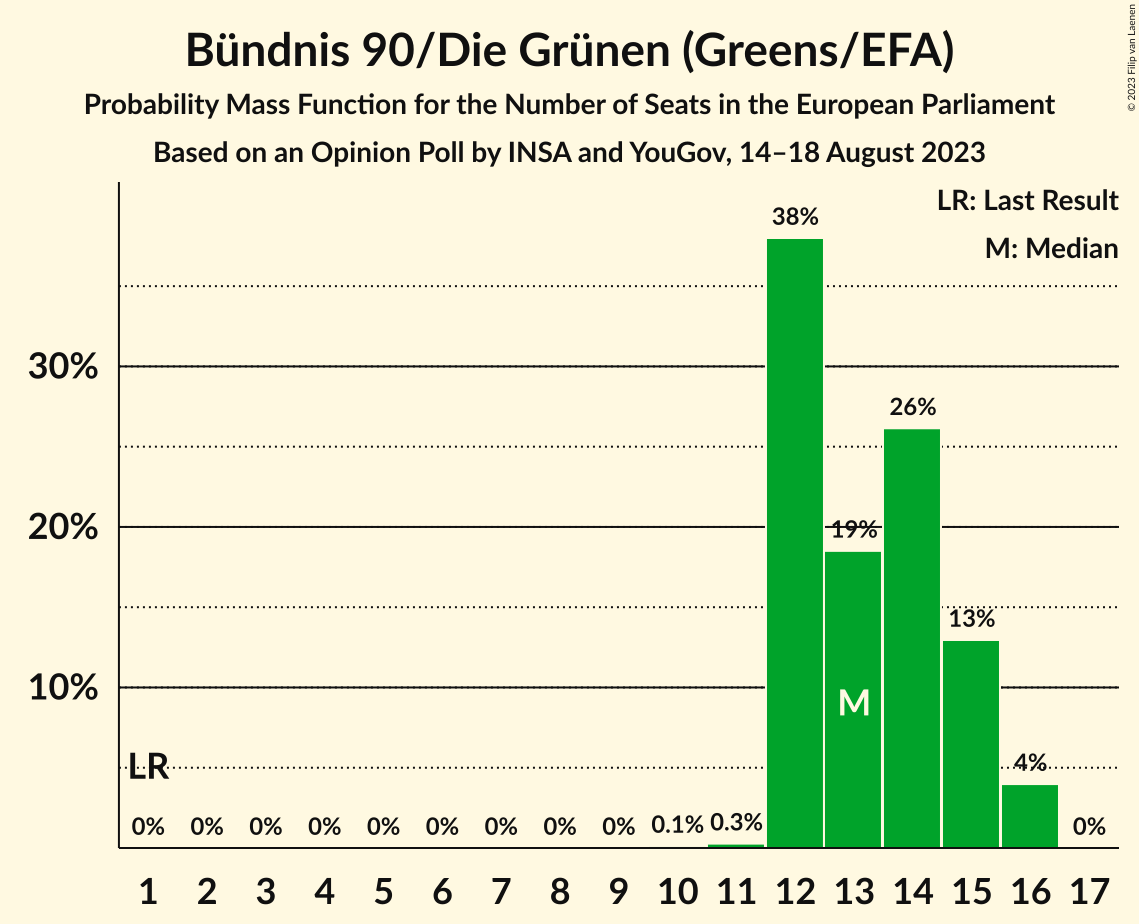 Bündnis 90/Die Grünen (Greens/EFA)
Probability Mass Function for the Number of Seats in the European Parliament
Based on an Opinion Poll by INSA and YouGov, 14–18 August 2023
© 2023 Filip van Laenen
LR: Last Result
M: Median
38%
30%
26%
20%
19%
13%
10%
M
LR
4%
0% 0% 0% 0% 0% 0% 0% 0% 0% 0.1% 0.3% 0%
1 2 3 4 5 6 7 8 9 10 11 12 13 14 15 16 17